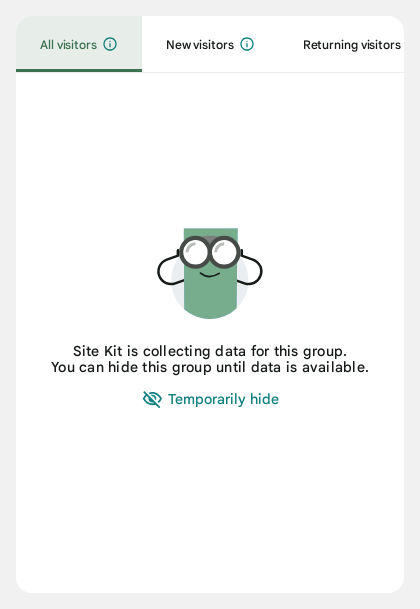 All visitors
New visitors
Returning visitors
Site Kit is collecting data for this group.
You can hide this group until data is available.
Temporarily hide